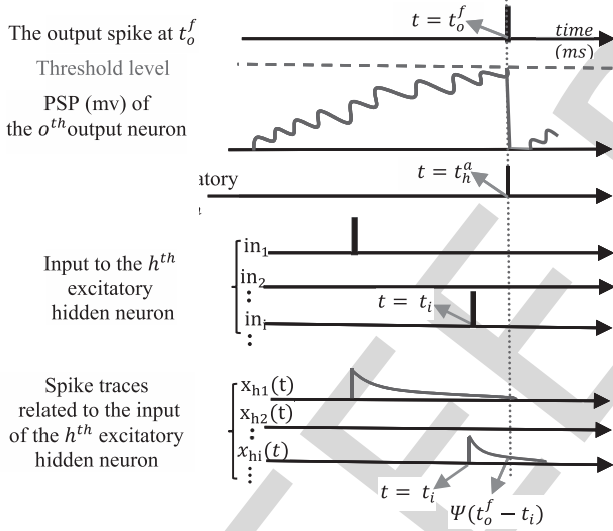 The output spike at t_o^f
t = t_o^f
time
(ms)
Threshold level
PSP (mv) of
the o^th output neuron
atory
t = t_h^a
Input to the h^th
excitatory
hidden neuron
in_1
in_2
⋮
in_i
⋮
t = t_i
Spike traces
related to the input
of the h^th excitatory
hidden neuron
x_h1(t)
x_h2(t)
⋮
x_hi(t)
⋮
t = t_i
Ψ(t_o^f − t_i)